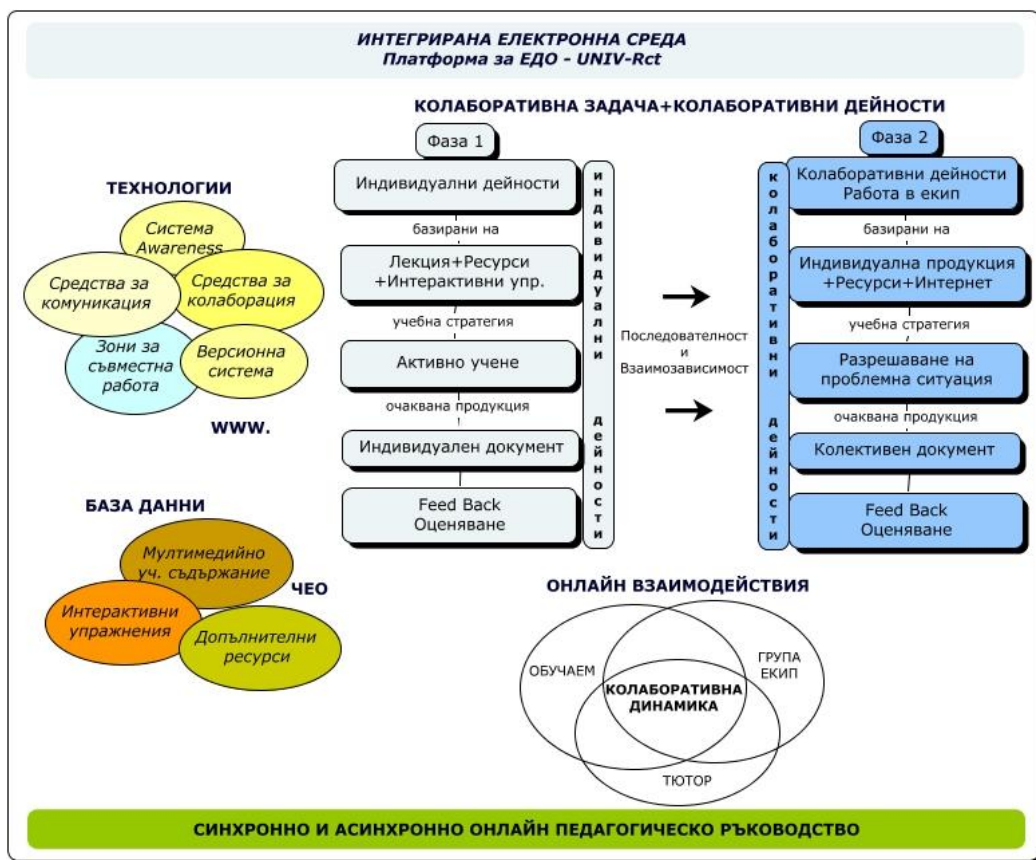 ИНТЕГРИРАНА ЕЛЕКТРОННА СРЕДА
Платформа за ЕДО - UNIV-Rct
КОЛАБОРАТИВНА ЗАДАЧА+КОЛАБОРАТИВНИ ДЕЙНОСТИ
ТЕХНОЛОГИИ
Система
Awareness
Средства за
комуникация
Средства за
колаборация
Зони за
съвместна
работа
Версионна
система
WWW.
БАЗА ДАННИ
Мултимедийно
уч. съдържание
ЧЕО
Интерактивни
упражнения
Допълнителни
ресурси
Фаза 1
Индивидуални дейности
базирани на
Лекция+Ресурси
+Интерактивни упр.
учебна стратегия
Активно учене
очаквана продукция
Индивидуален документ
Feed Back
Оценяване
индивидуални дейности
Последователност
и
Взаимозависимост
колаборативни дейности
Фаза 2
Колаборативни дейности
Работа в екип
базирани на
Индивидуална продукция
+Ресурси+Интернет
учебна стратегия
Разрешаване на
проблемна ситуация
очаквана продукция
Колективен документ
Feed Back
Оценяване
ОНЛАЙН ВЗАИМОДЕЙСТВИЯ
ОБУЧАЕМ
ГРУПА
ЕКИП
КОЛАБОРАТИВНА
ДИНАМИКА
ТЮТОР
СИНХРОННО И АСИНХРОННО ОНЛАЙН ПЕДАГОГИЧЕСКО РЪКОВОДСТВО